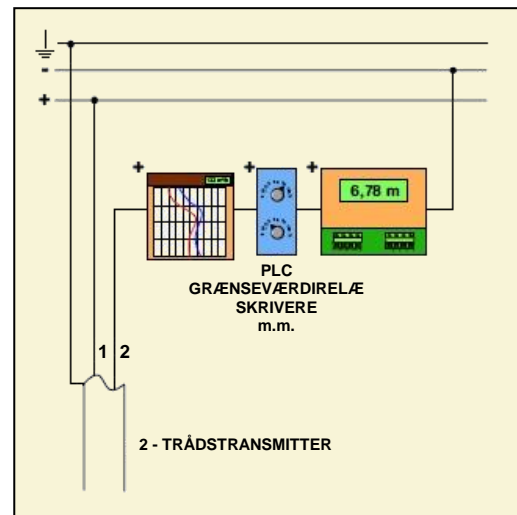 -
+
+ + +
6,78 m
PLC
GRÆNSEVÆRDIRELÆ
SKRIVERE
m.m.
1 2
2 - TRÅDSTRANSMITTER